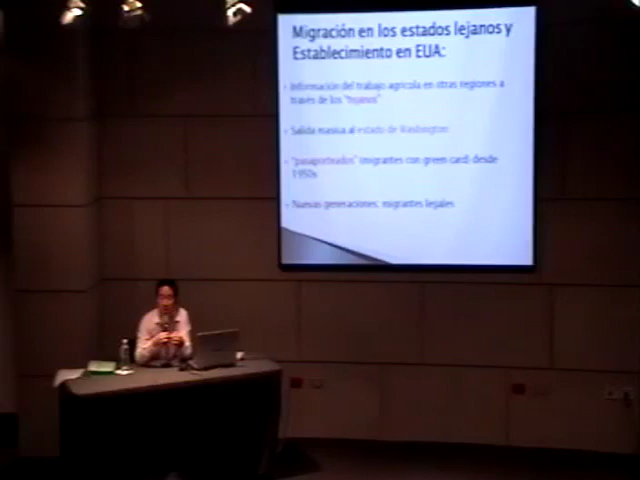 Migración en los estados lejanos y
Establecimiento en EUA:
Información del trabajo agrícola en otras regiones a
través de los "tejanos"
Salida masiva al estado de Washington:
"pasaporteados" (migrantes con green card) desde
1950s
Nuevas generaciones: migrantes legales